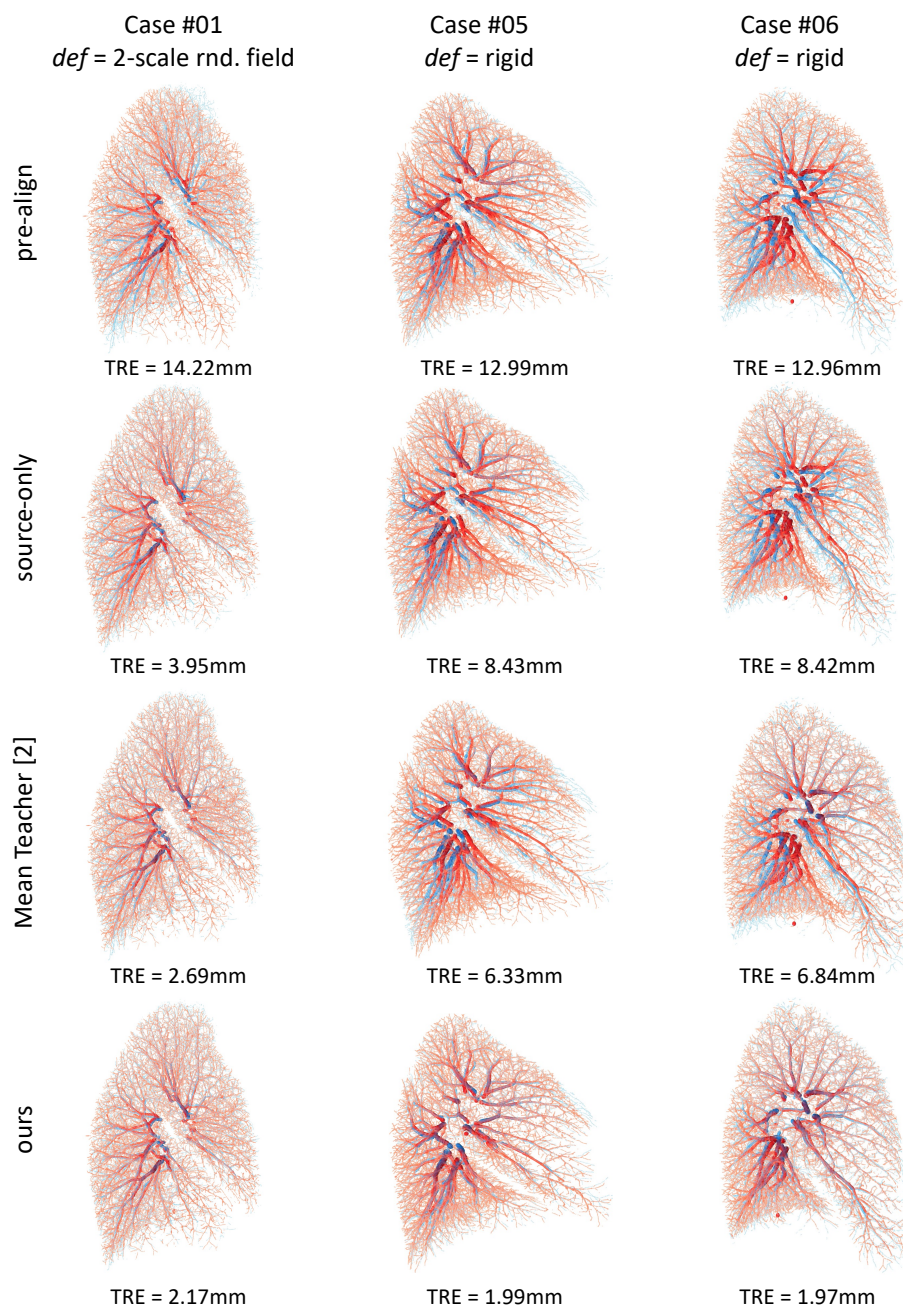 Case #01
def = 2-scale rnd. field
Case #05
def = rigid
Case #06
def = rigid
pre-align
TRE = 14.22mm
TRE = 12.99mm
TRE = 12.96mm
source-only
TRE = 3.95mm
TRE = 8.43mm
TRE = 8.42mm
Mean Teacher [2]
TRE = 2.69mm
TRE = 6.33mm
TRE = 6.84mm
ours
TRE = 2.17mm
TRE = 1.99mm
TRE = 1.97mm